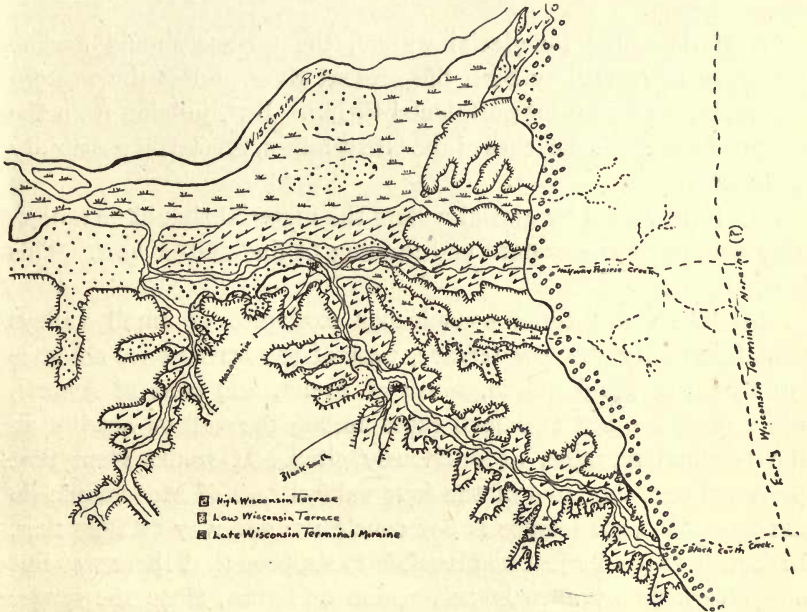 Wisconsin River
Halfway Prairie Creek
Early Wisconsin Terminal Moraine (?)
Mazomanie
Black Earth
High Wisconsin Terrace
Low Wisconsin Terrace
Late Wisconsin Terminal Moraine
Black Earth Creek.